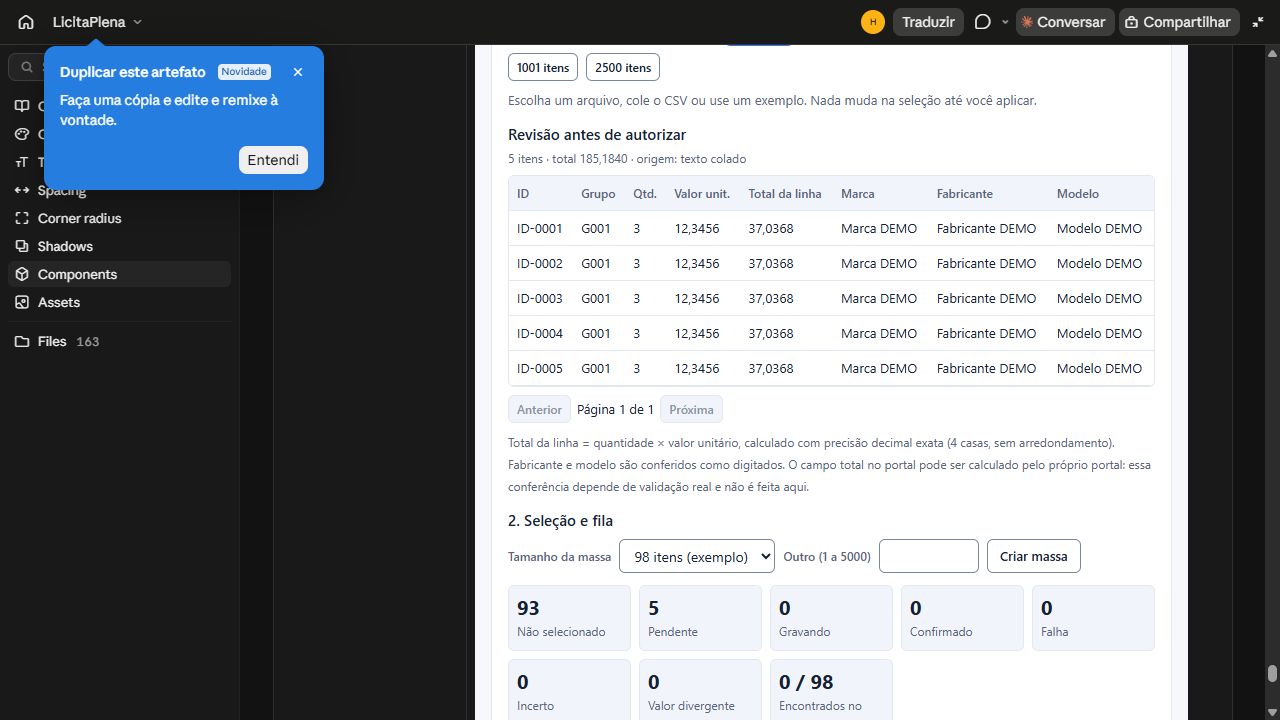 LicitaPlena
H
Traduzir
Conversar
Compartilhar
Duplicar este artefato
Novidade
Faça uma cópia e edite e remixe à
vontade.
Entendi
Spacing
Corner radius
Shadows
Components
Assets
Files 163
1001 itens
2500 itens
Escolha um arquivo, cole o CSV ou use um exemplo. Nada muda na seleção até você aplicar.
Revisão antes de autorizar
5 itens · total 185,1840 · origem: texto colado
ID Grupo Qtd. Valor unit. Total da linha Marca Fabricante Modelo
ID-0001 G001 3 12,3456 37,0368 Marca DEMO Fabricante DEMO Modelo DEMO
ID-0002 G001 3 12,3456 37,0368 Marca DEMO Fabricante DEMO Modelo DEMO
ID-0003 G001 3 12,3456 37,0368 Marca DEMO Fabricante DEMO Modelo DEMO
ID-0004 G001 3 12,3456 37,0368 Marca DEMO Fabricante DEMO Modelo DEMO
ID-0005 G001 3 12,3456 37,0368 Marca DEMO Fabricante DEMO Modelo DEMO
Anterior Página 1 de 1 Próxima
Total da linha = quantidade × valor unitário, calculado com precisão decimal exata (4 casas, sem arredondamento).
Fabricante e modelo são conferidos como digitados. O campo total no portal pode ser calculado pelo próprio portal: essa
conferência depende de validação real e não é feita aqui.
2. Seleção e fila
Tamanho da massa 98 itens (exemplo) Outro (1 a 5000) Criar massa
93 5 0 0 0
Não selecionado Pendente Gravando Confirmado Falha
0 0 0 / 98
Incerto Valor divergente Encontrados no